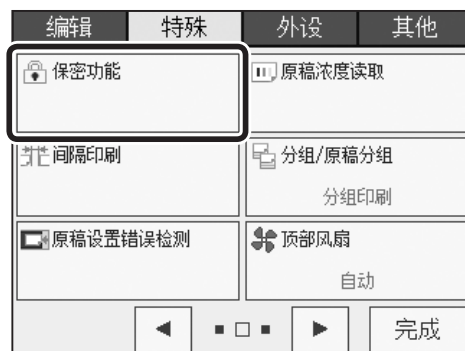 编辑 特殊 外设 其他
保密功能 原稿浓度读取
间隔印刷 分组/原稿分组
分组印刷
原稿设置错误检测 顶部风扇
自动
完成